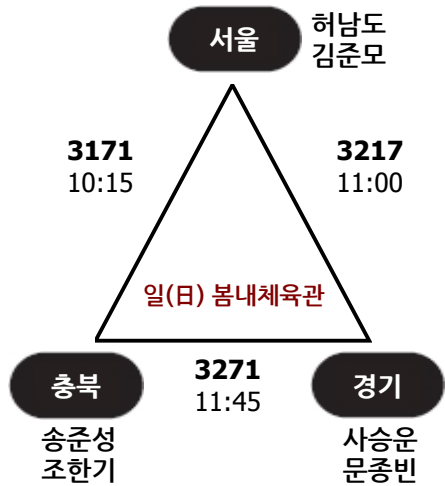 서울
허남도
김준모
3171
10:15
3217
11:00
일(日) 봄내체육관
충북
3271
11:45
경기
송준성
조한기
사승운
문종빈